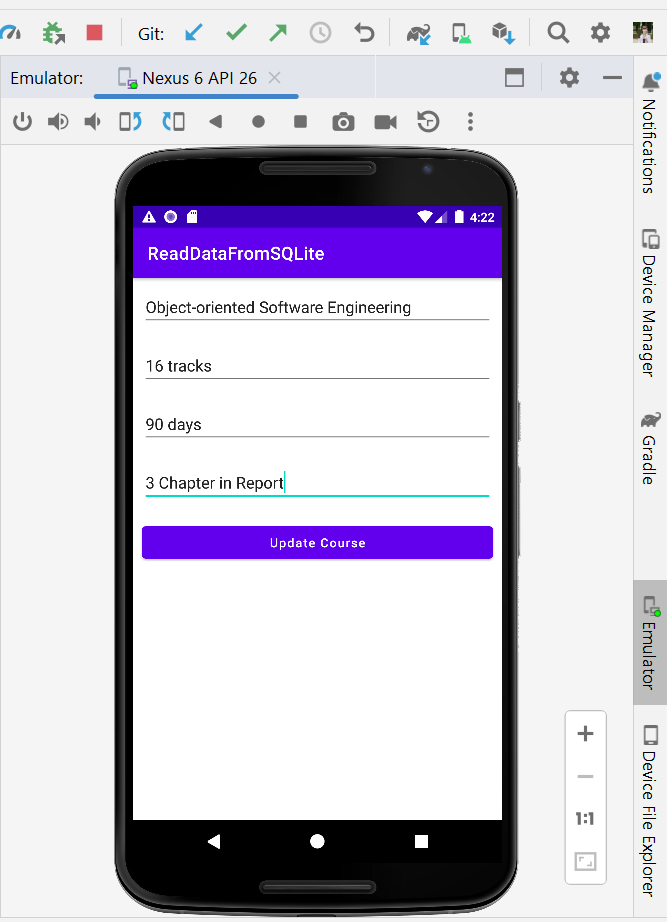 Git:
Emulator: Nexus 6 API 26
4:22
ReadDataFromSQLite
Object-oriented Software Engineering
16 tracks
90 days
3 Chapter in Report
Update Course
1:1
Notifications
Device Manager
Gradle
Emulator
Device File Explorer